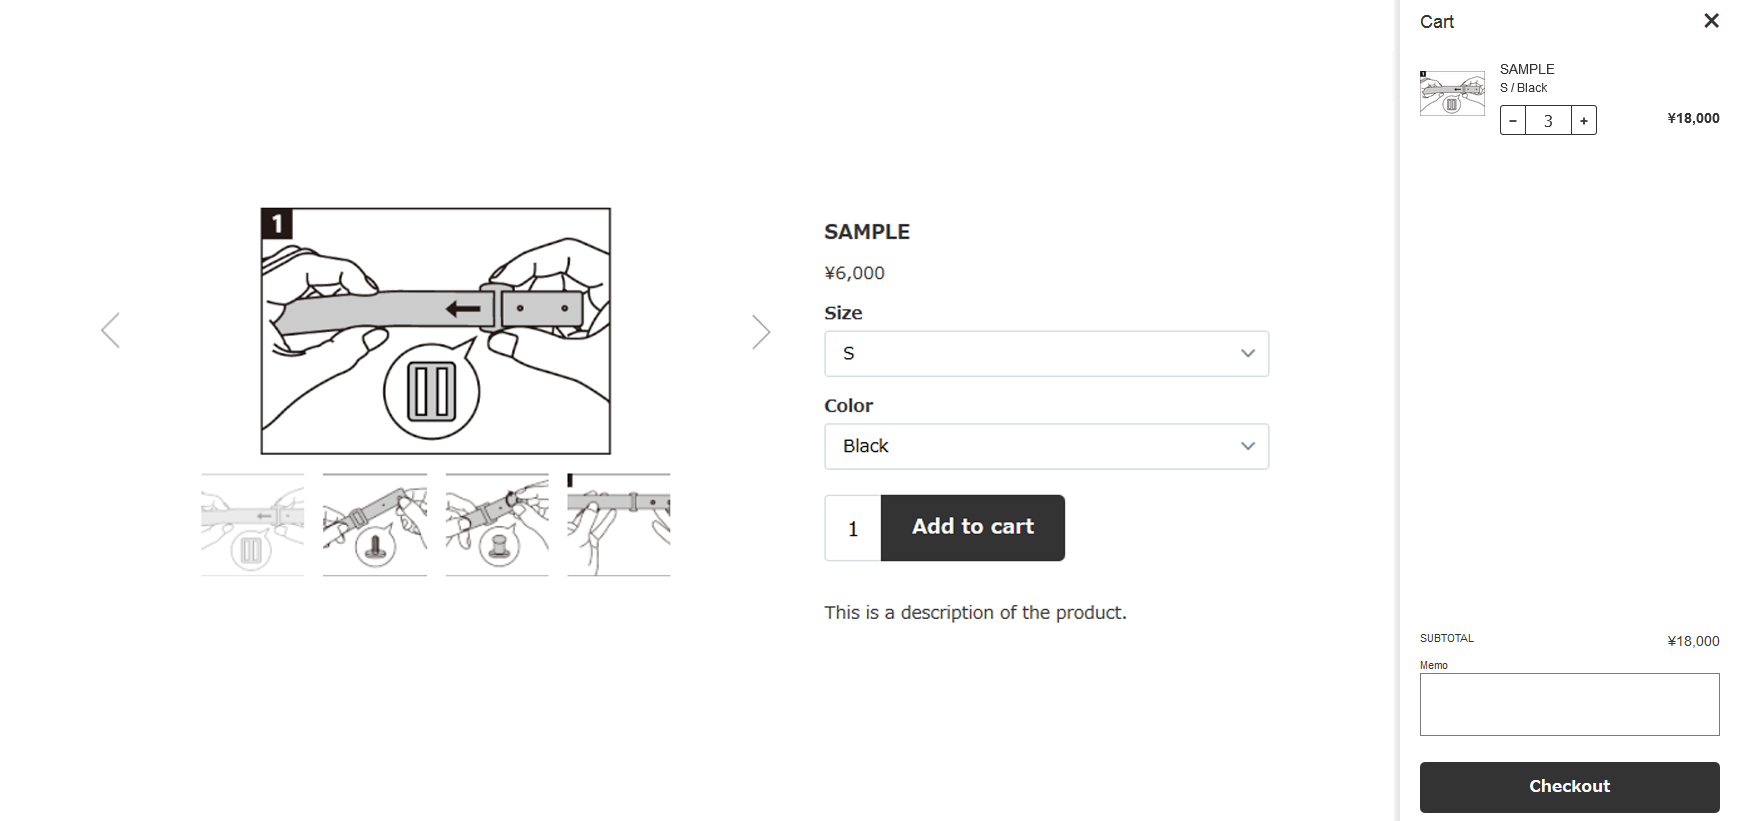 1
SAMPLE
¥6,000
Size
S
Color
Black
1
Add to cart
This is a description of the product.
Cart
1
SAMPLE
S / Black
- 3 +
¥18,000
SUBTOTAL
¥18,000
Memo
Checkout